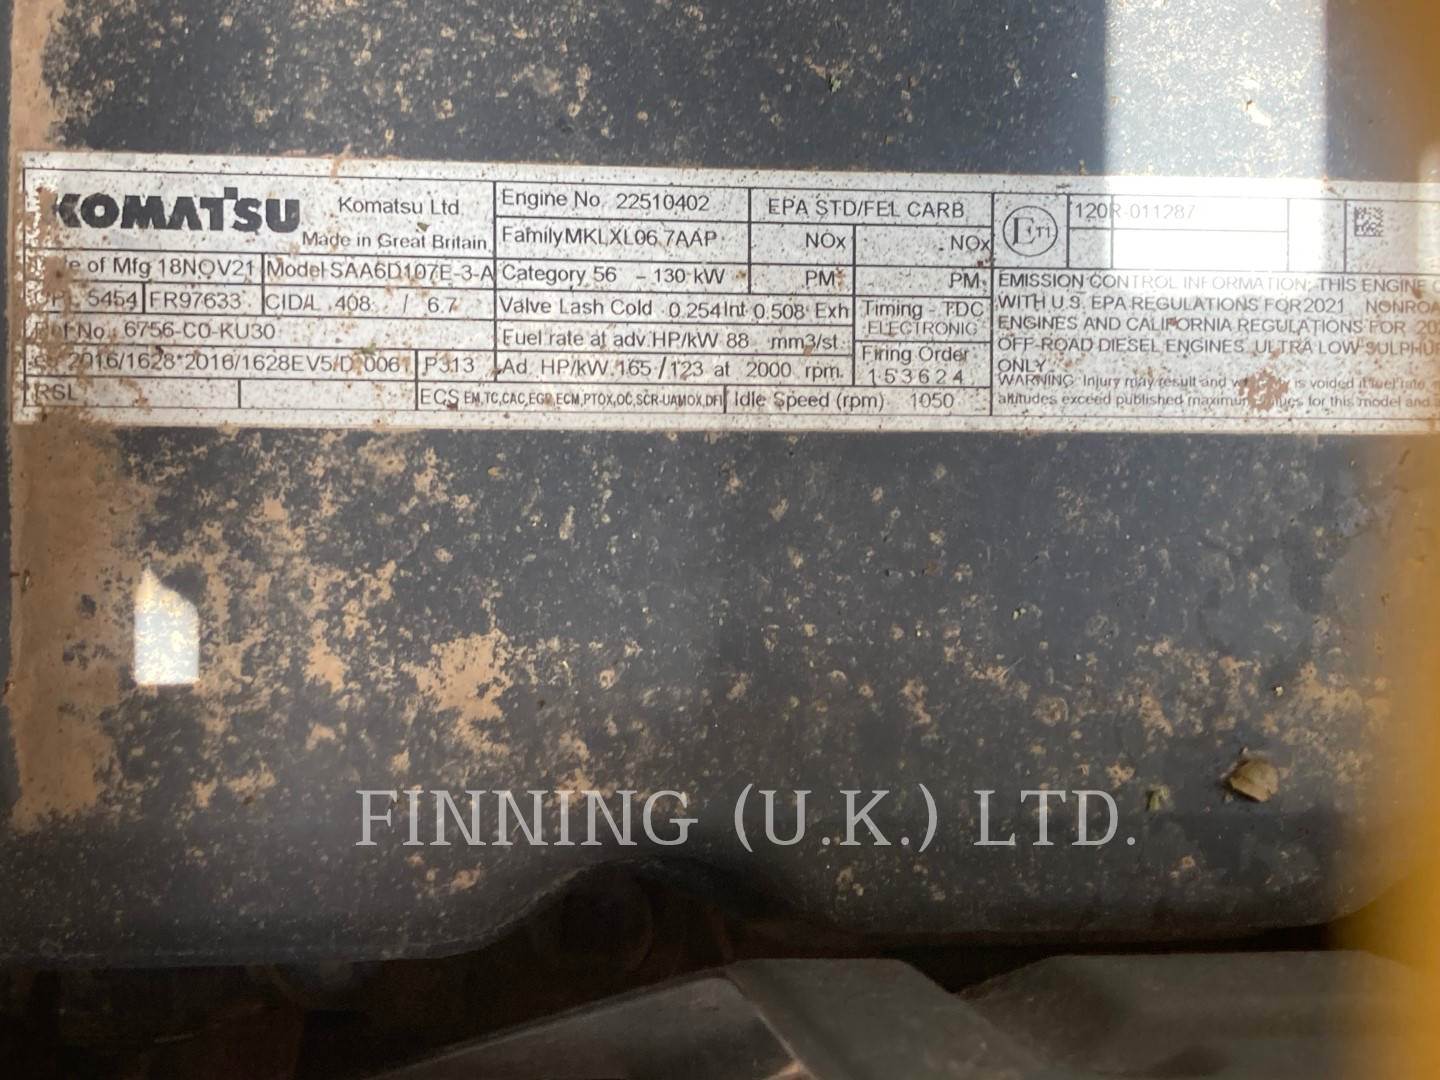 KOMATSU Komatsu Ltd
Made in Great Britain
of Mfg 18NOV21 Model SAA6D107E-3-A
5454 FR97633 CID/L 408 / 6.7
No. 6756-C0-KU30
2016/1628*2016/1628EV5/D P313
RSL
Engine No. 22510402
Family MKLXL06.7AAP
Category 56 - 130 kW
Valve Lash Cold 0.254 Int 0.508 Exh
Fuel rate at adv HP/kW 88 mm3/st
Ad. HP/kW 165 / 123 at 2000 rpm
ECS EM,TC,CAC,EGR,ECM,PTOX,OC,SCR-U,AMOX,DFI Idle Speed (rpm) 1050
EPA STD/FEL CARB
NOx NOx
PM PM
Timing - TDC
ELECTRONIC
Firing Order
1 5 3 6 2 4
E11 120R-011287
EMISSION CONTROL INFORMATION: THIS ENGINE
WITH U.S. EPA REGULATIONS FOR 2021 NONROA
ENGINES AND CALIFORNIA REGULATIONS FOR
OFF-ROAD DIESEL ENGINES. ULTRA LOW SULPHU
ONLY
WARNING: Injury may result and is voided if fuel rate
altitudes exceed published maximum values for this model and
FINNING (U.K.) LTD.